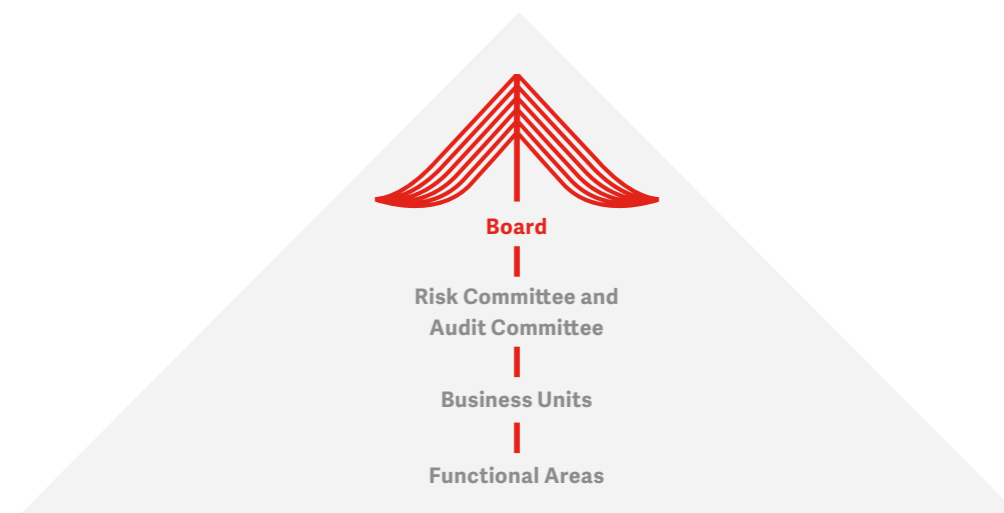 Board
Risk Committee and
Audit Committee
Business Units
Functional Areas